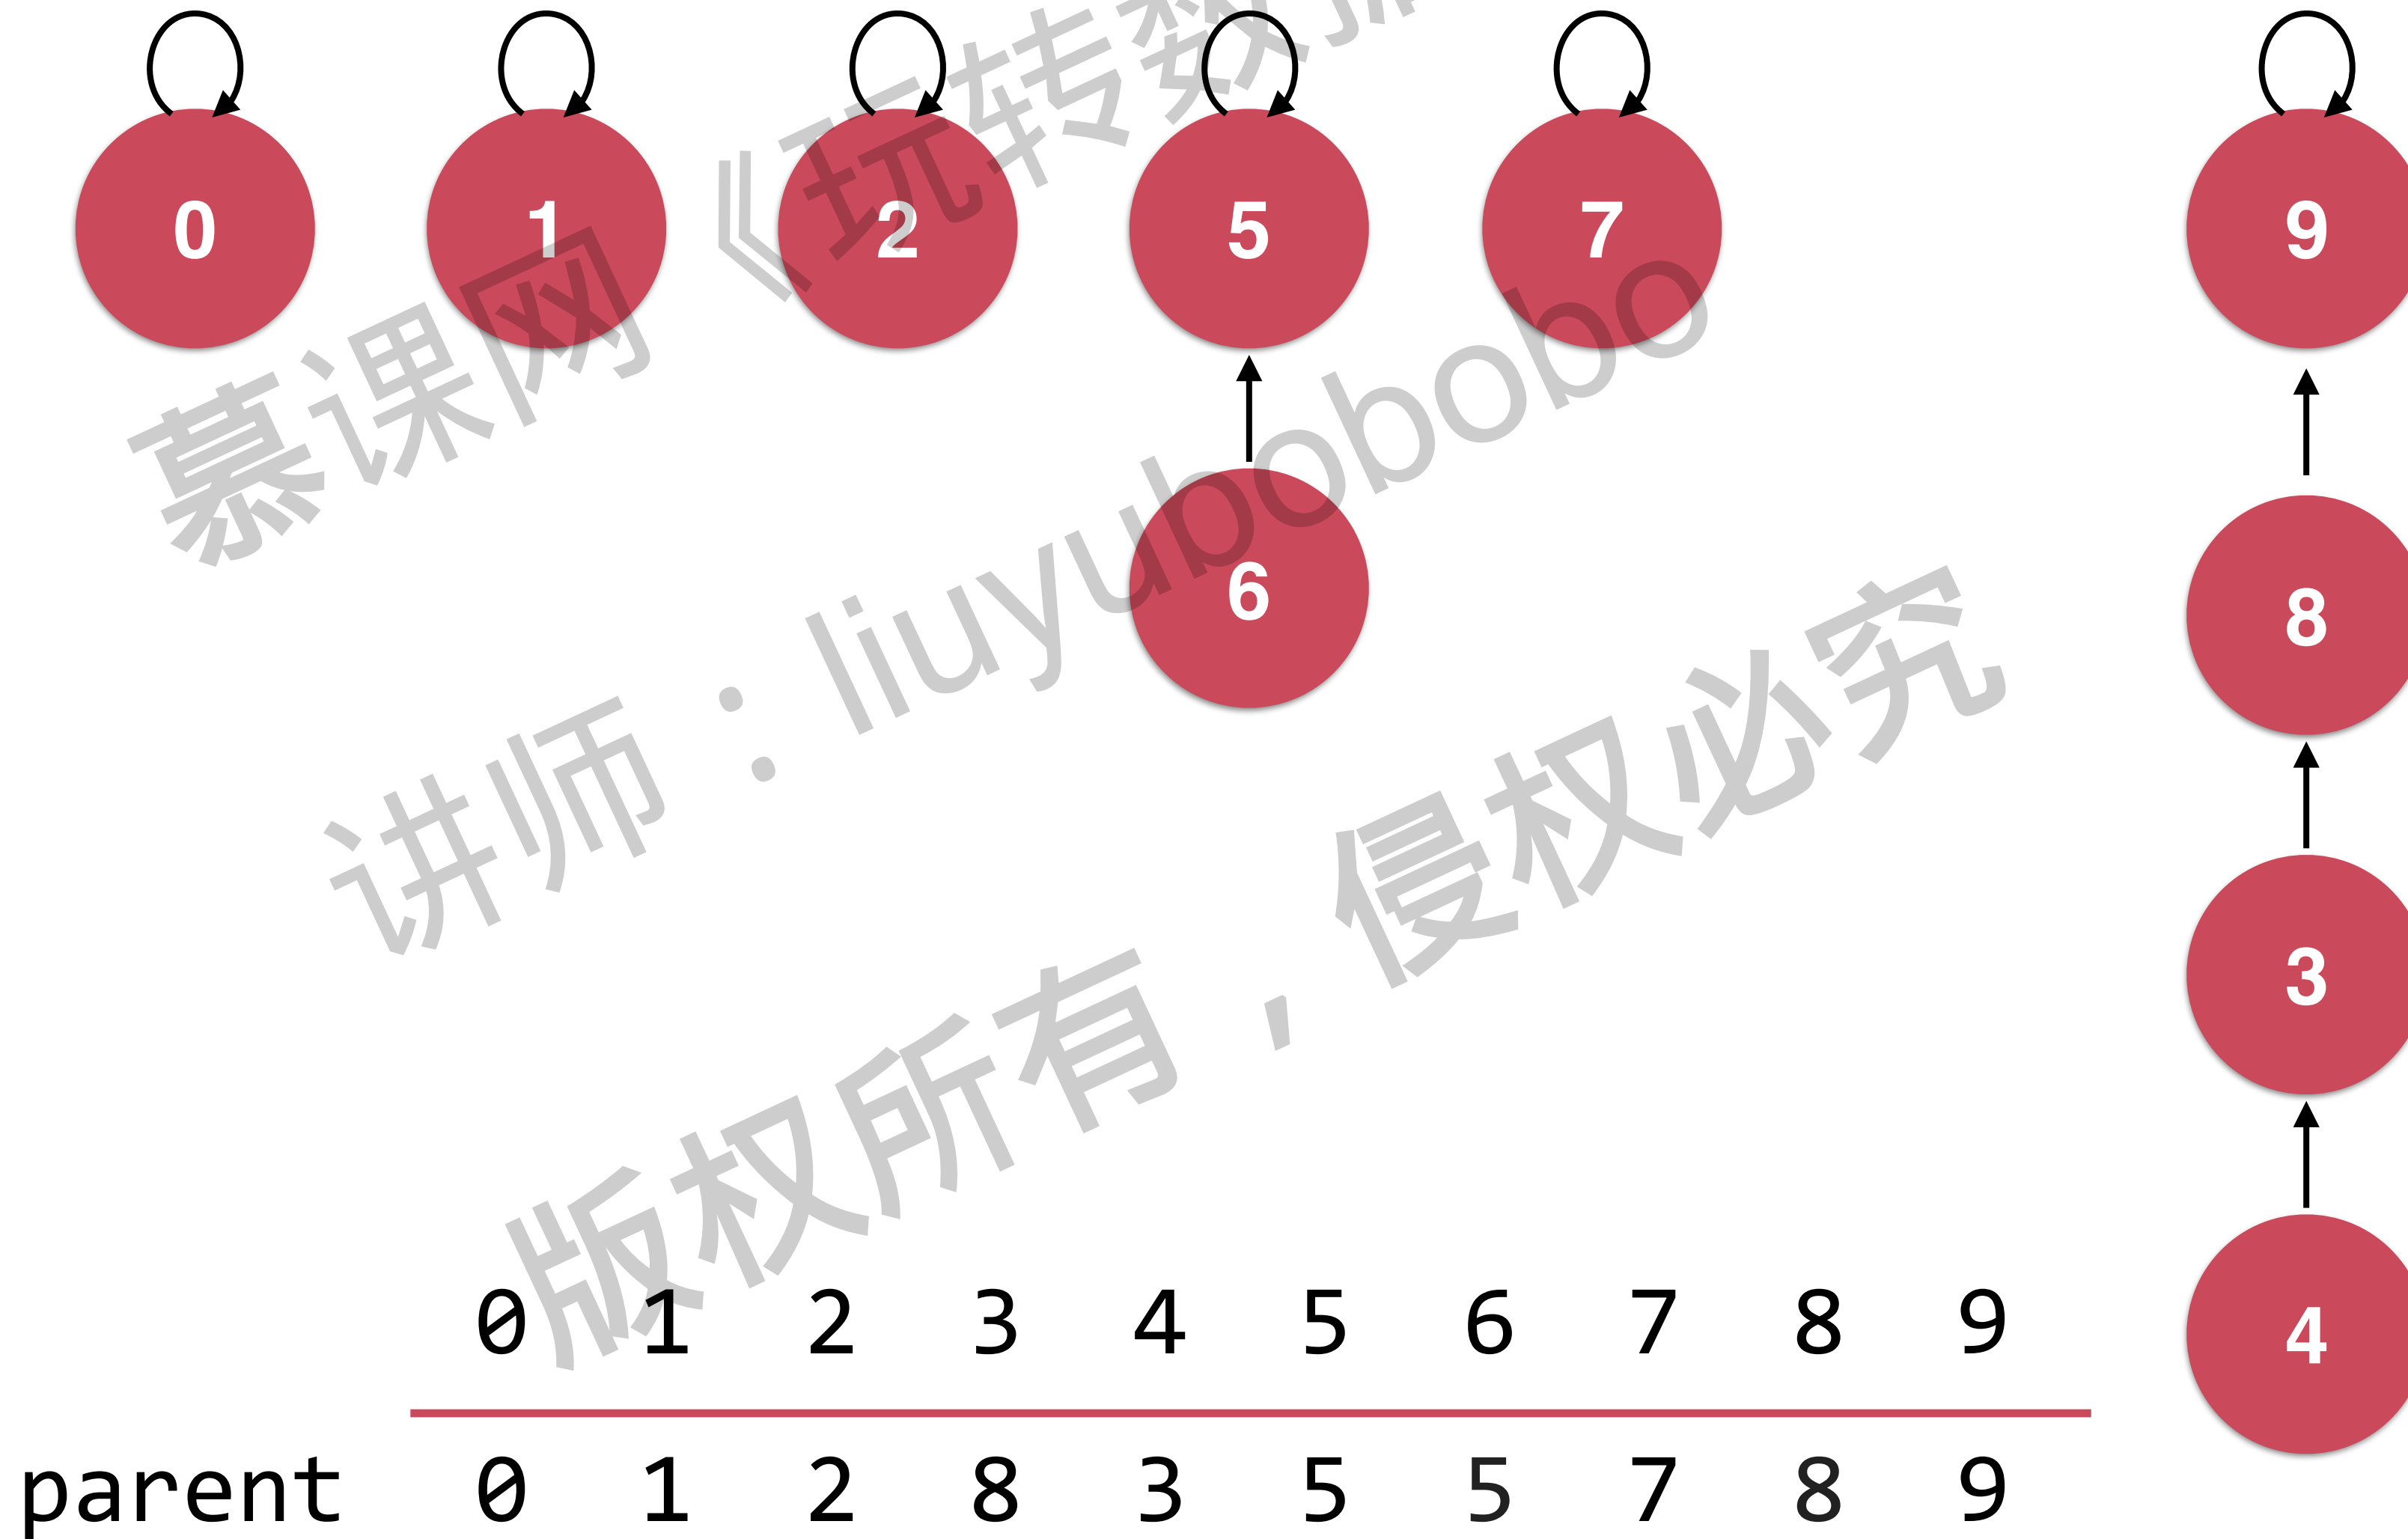 0 1 2 5 7 9
慕课网 《玩转数据
6
8
讲师：liuyubobobo
3
版权所有，侵权必究
4
0 1 2 3 4 5 6 7 8 9
parent 0 1 2 8 3 5 5 7 8 9